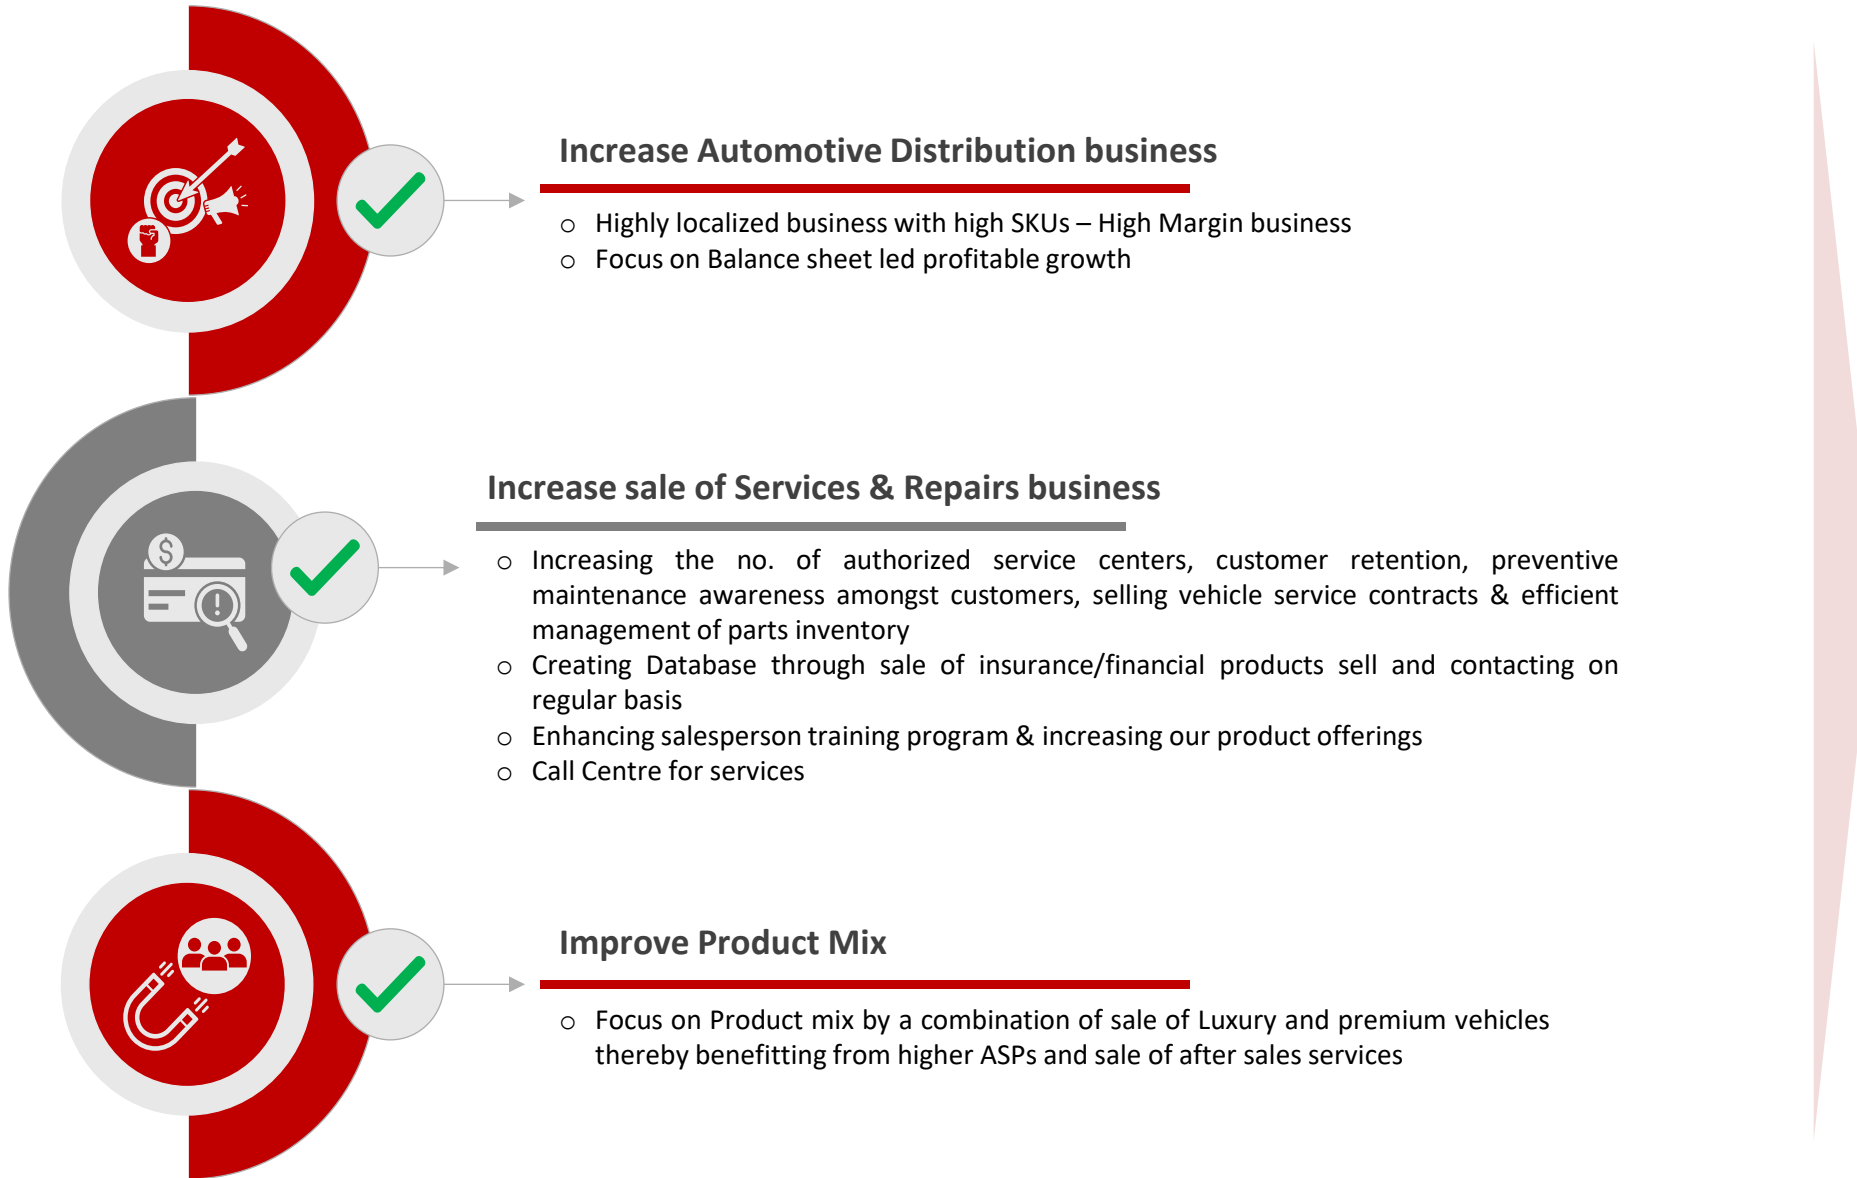 Increase Automotive Distribution business
o Highly localized business with high SKUs – High Margin business
o Focus on Balance sheet led profitable growth
Increase sale of Services & Repairs business
o Increasing the no. of authorized service centers, customer retention, preventive
maintenance awareness amongst customers, selling vehicle service contracts & efficient
management of parts inventory
o Creating Database through sale of insurance/financial products sell and contacting on
regular basis
o Enhancing salesperson training program & increasing our product offerings
o Call Centre for services
Improve Product Mix
o Focus on Product mix by a combination of sale of Luxury and premium vehicles
thereby benefitting from higher ASPs and sale of after sales services